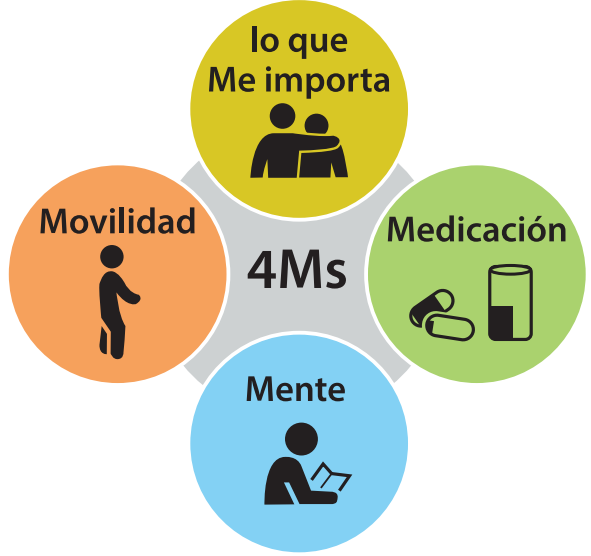 lo que
Me importa
Movilidad
4Ms
Medicación
Mente